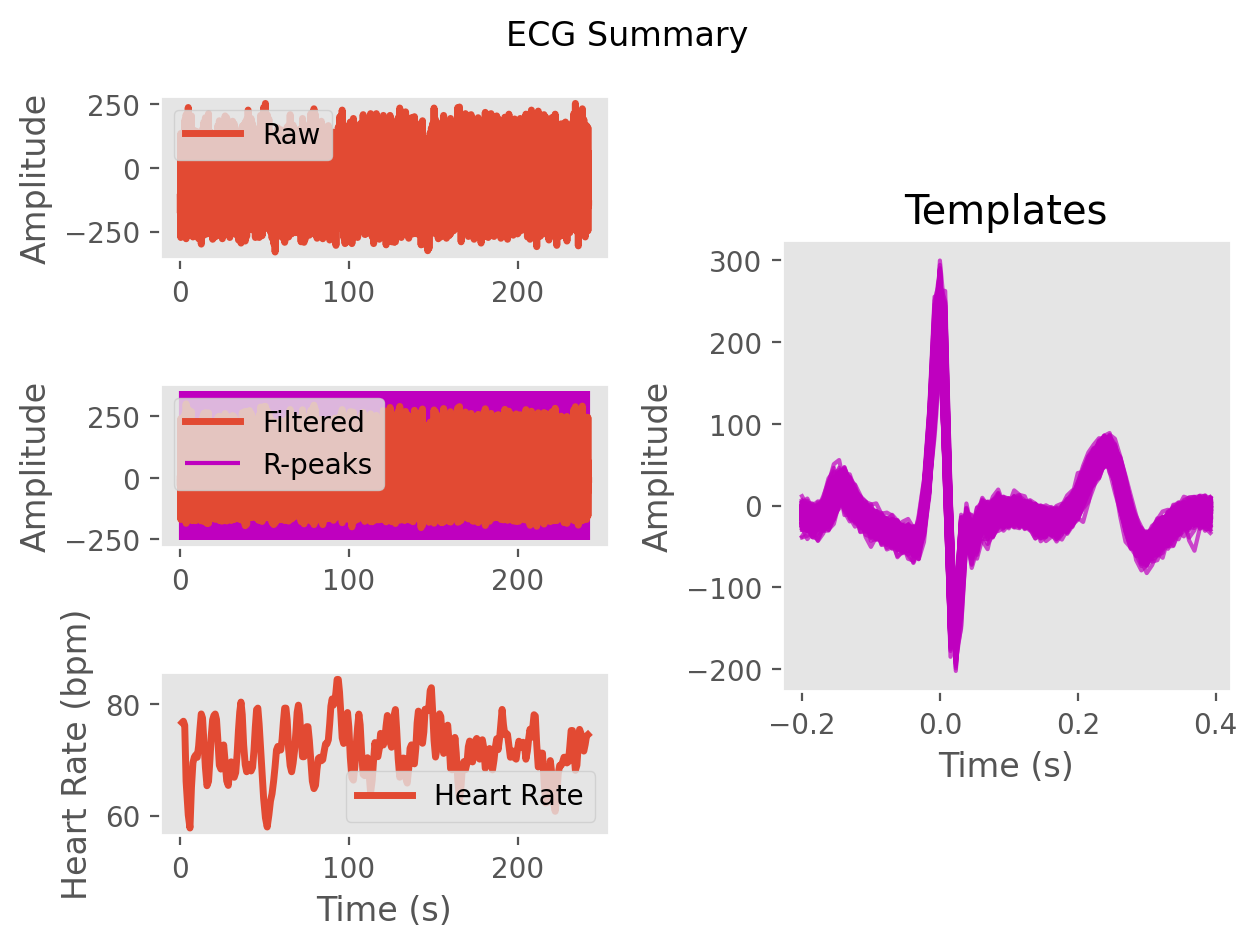 ECG Summary
Amplitude
250
0
−250
Raw
0
100
200
Amplitude
250
0
−250
Filtered
R-peaks
0
100
200
Heart Rate (bpm)
80
60
Heart Rate
0
100
200
Time (s)
Templates
Amplitude
300
200
100
0
−100
−200
−0.2
0.0
0.2
0.4
Time (s)